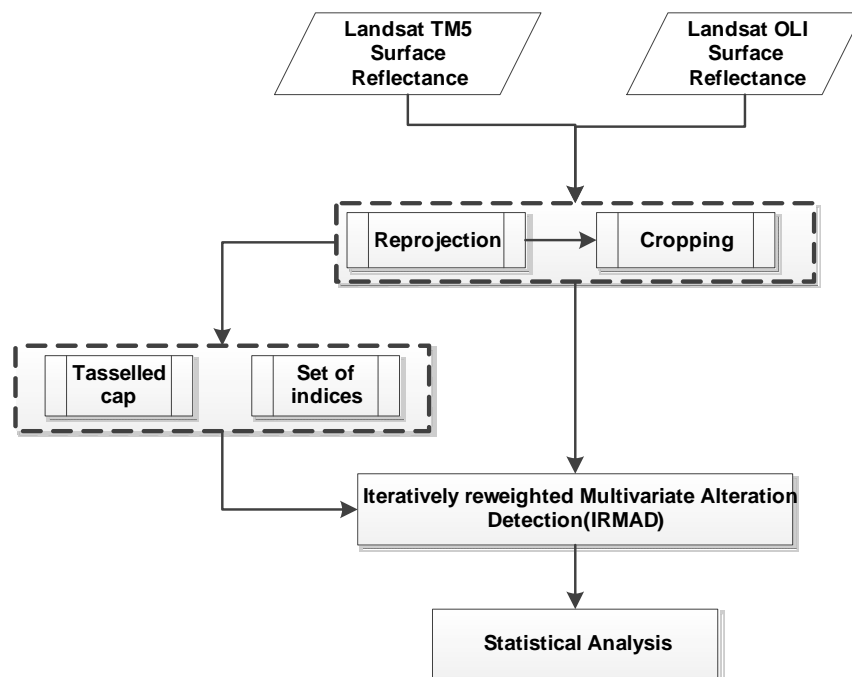 Landsat TM5
Surface
Reflectance
Landsat OLI
Surface
Reflectance
Reprojection
Cropping
Tasselled
cap
Set of
indices
Iteratively reweighted Multivariate Alteration
Detection(IRMAD)
Statistical Analysis